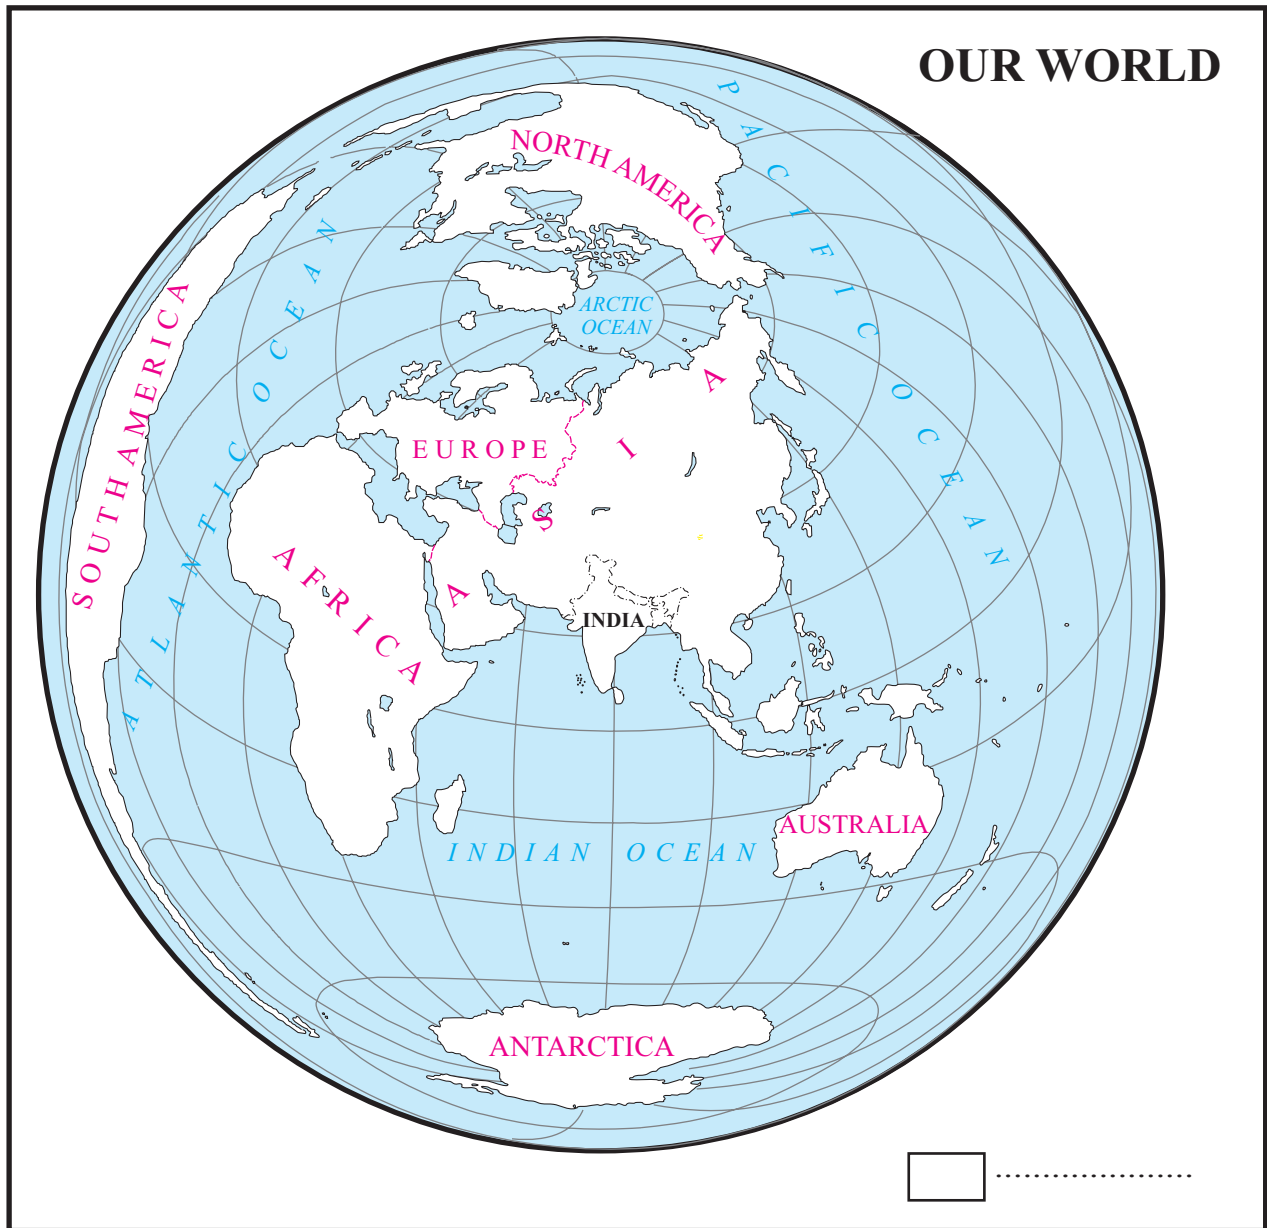 OUR WORLD
PACIFIC OCEAN
NORTH AMERICA
ATLANTIC OCEAN
ARCTIC
OCEAN
SOUTH AMERICA
EUROPE
ASIA
AFRICA
INDIA
AUSTRALIA
INDIAN OCEAN
ANTARCTICA